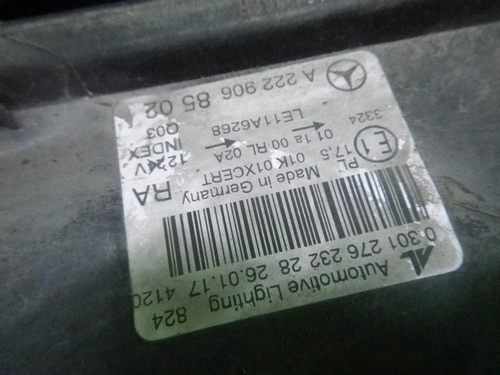 Automotive Lighting 824
0 301 276 232 28 26.01.17 4120
Made in Germany RA
PL 01K 01XCERT 12 V
E1 17,5 01 1a 00 RL 02A INDEX
3324 LE11A6268 003
A 222 906 85 02